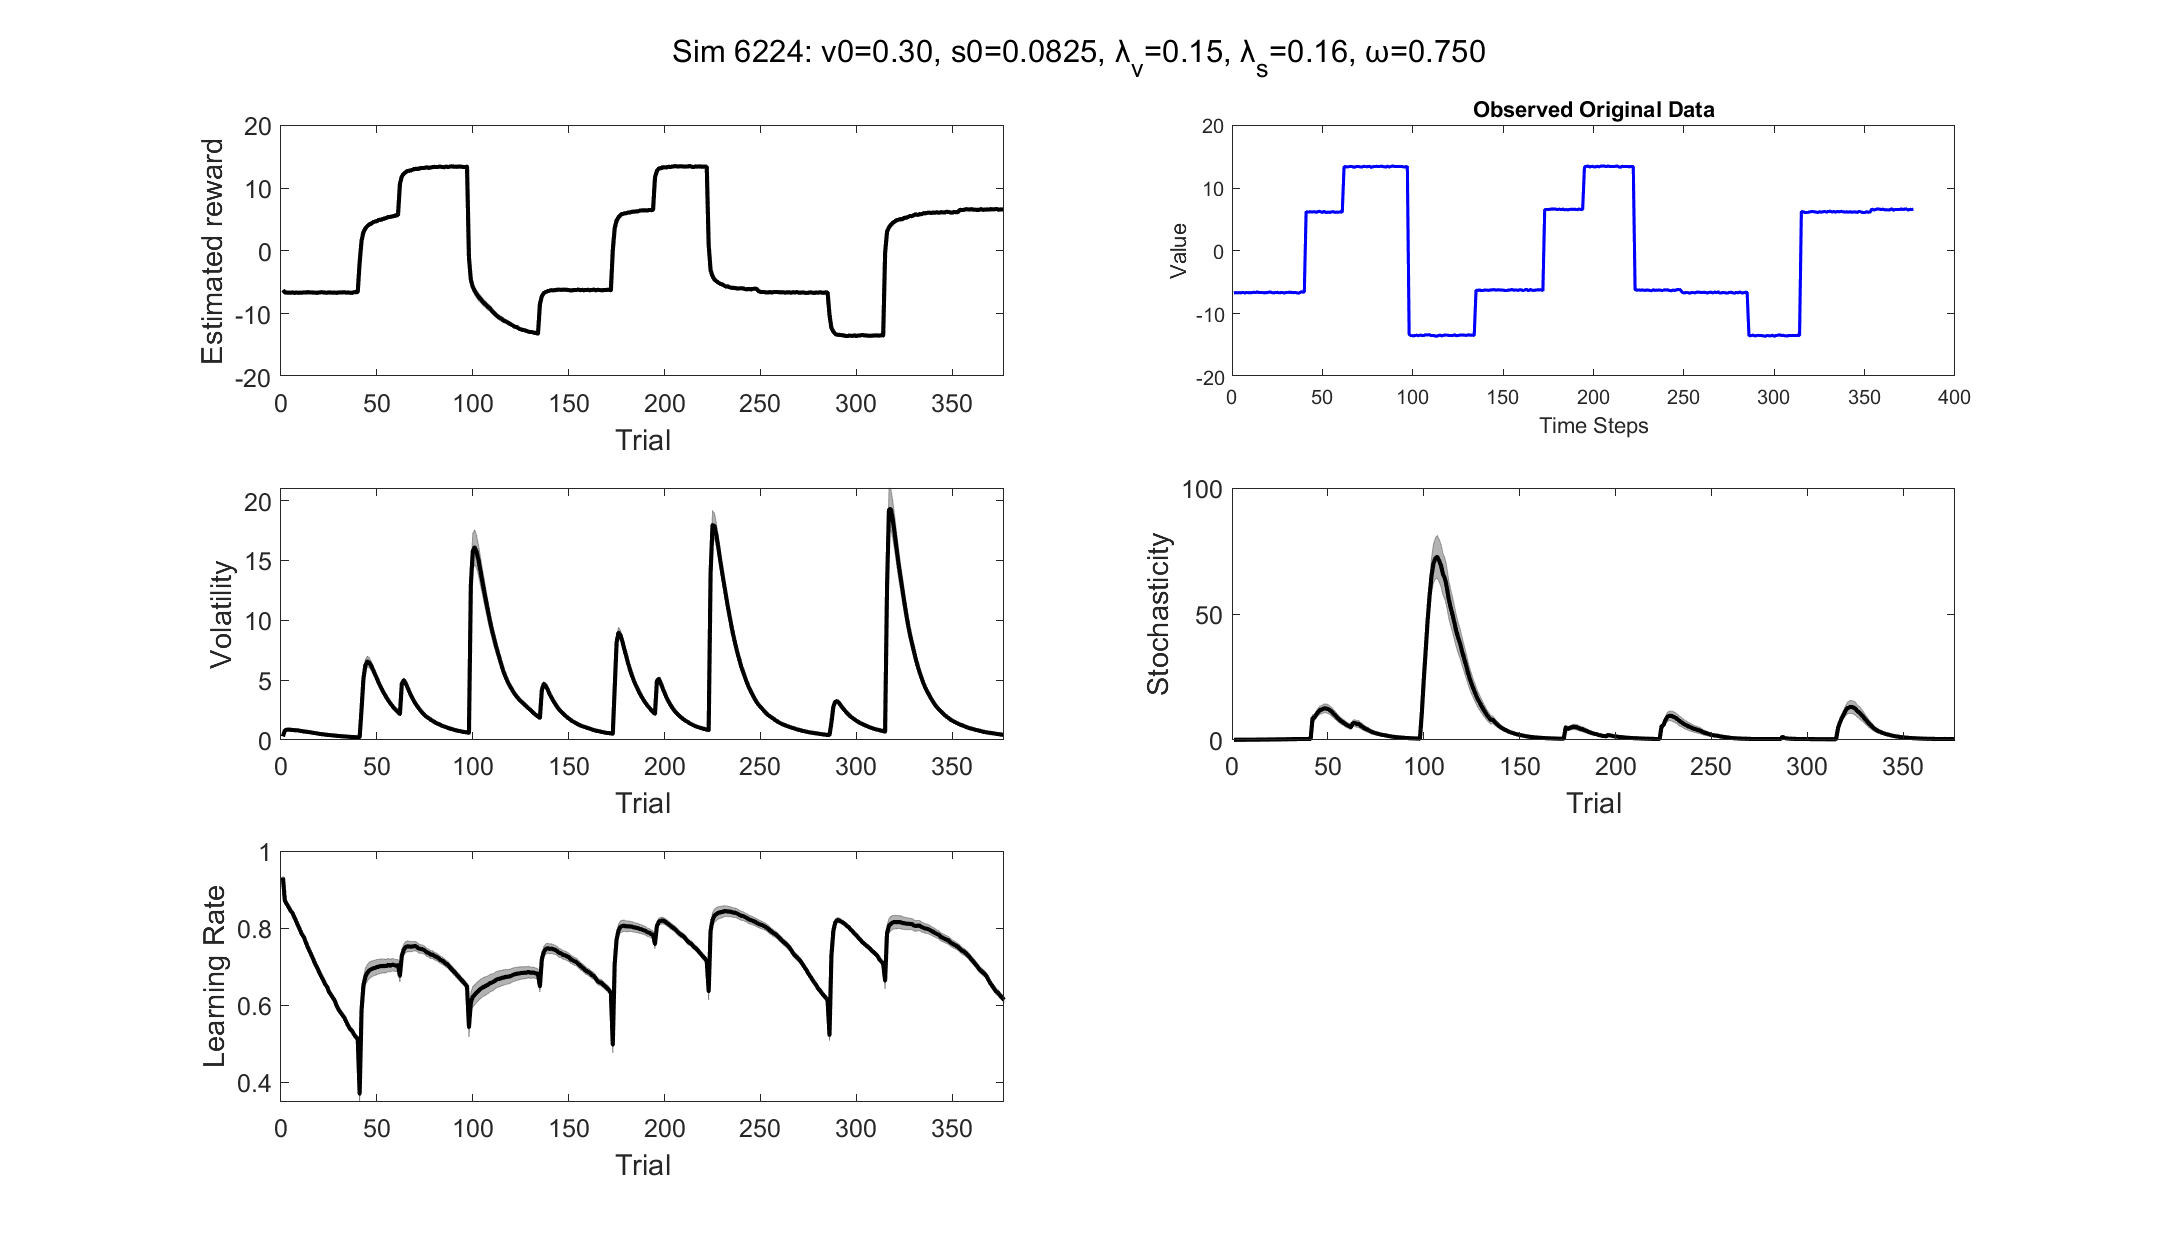 Sim 6224: v0=0.30, s0=0.0825, λv=0.15, λs=0.16, ω=0.750
Observed Original Data
20
10
0
-10
-20
Estimated reward
0 50 100 150 200 250 300 350
Trial
20
10
0
-10
-20
Value
0 50 100 150 200 250 300 350 400
Time Steps
20
15
10
5
0
Volatility
0 50 100 150 200 250 300 350
Trial
100
50
0
Stochasticity
0 50 100 150 200 250 300 350
Trial
1
0.8
0.6
0.4
Learning Rate
0 50 100 150 200 250 300 350
Trial